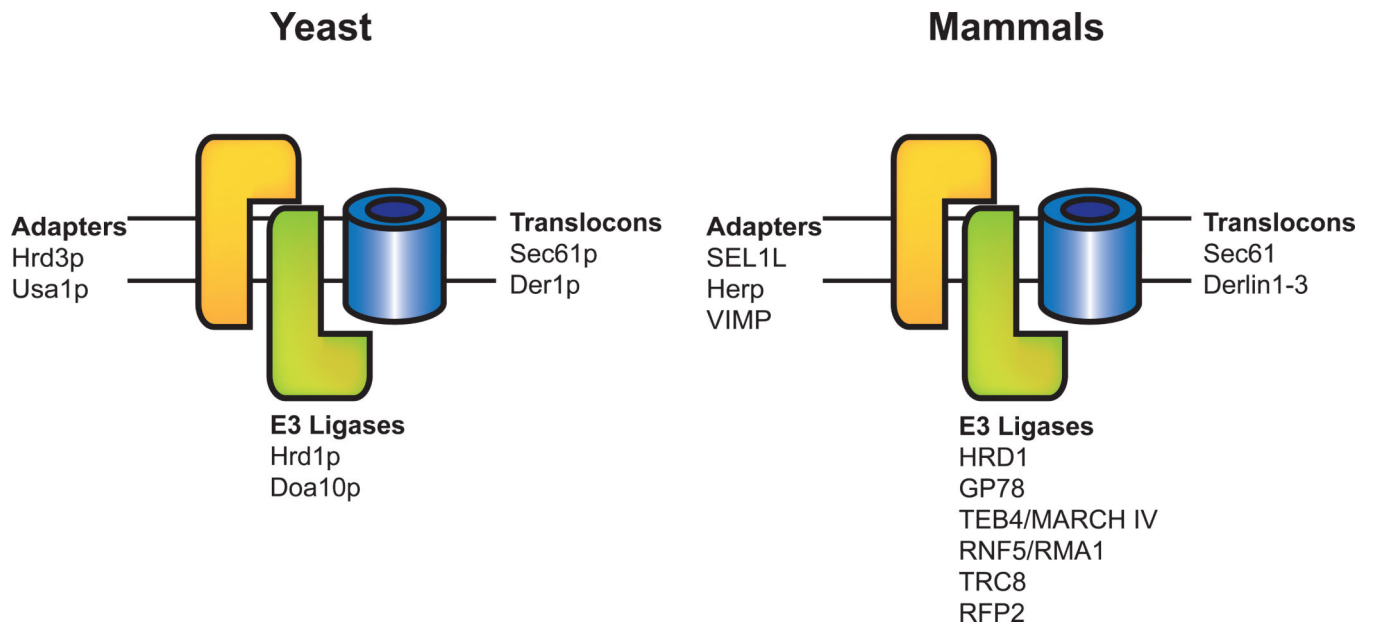 Yeast
Adapters
Hrd3p
Usa1p
Translocons
Sec61p
Der1p
E3 Ligases
Hrd1p
Doa10p
Mammals
Adapters
SEL1L
Herp
VIMP
Translocons
Sec61
Derlin1-3
E3 Ligases
HRD1
GP78
TEB4/MARCH IV
RNF5/RMA1
TRC8
RFP2